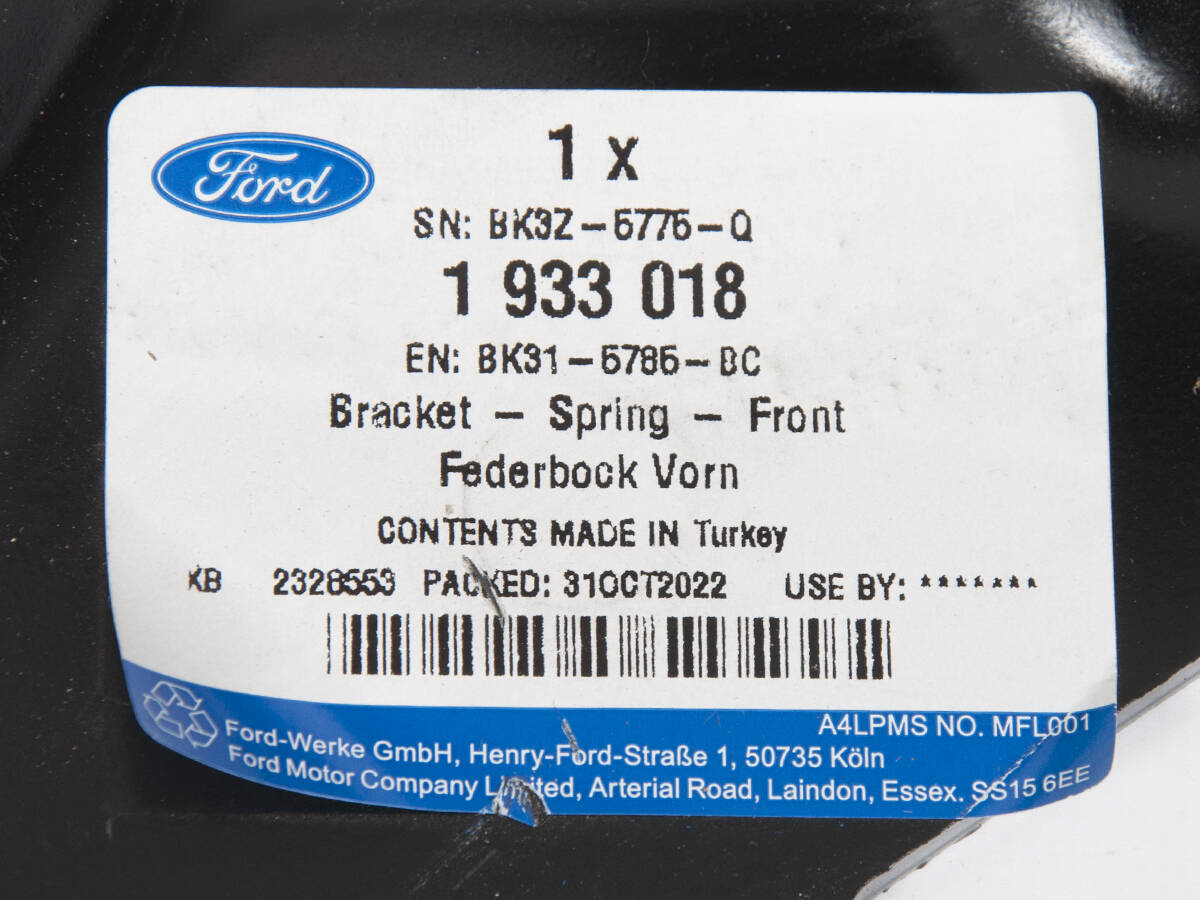 Ford
1 x
SN: BK3Z-5775-Q
1 933 018
EN: BK31-5785-BC
Bracket - Spring - Front
Federbock Vorn
CONTENTS MADE IN Turkey
KB 2328553 PACKED: 31OCT2022 USE BY: *******
A4LPMS NO. MFL001
Ford-Werke GmbH, Henry-Ford-Straße 1, 50735 Köln
Ford Motor Company Limited, Arterial Road, Laindon, Essex. SS15 6EE